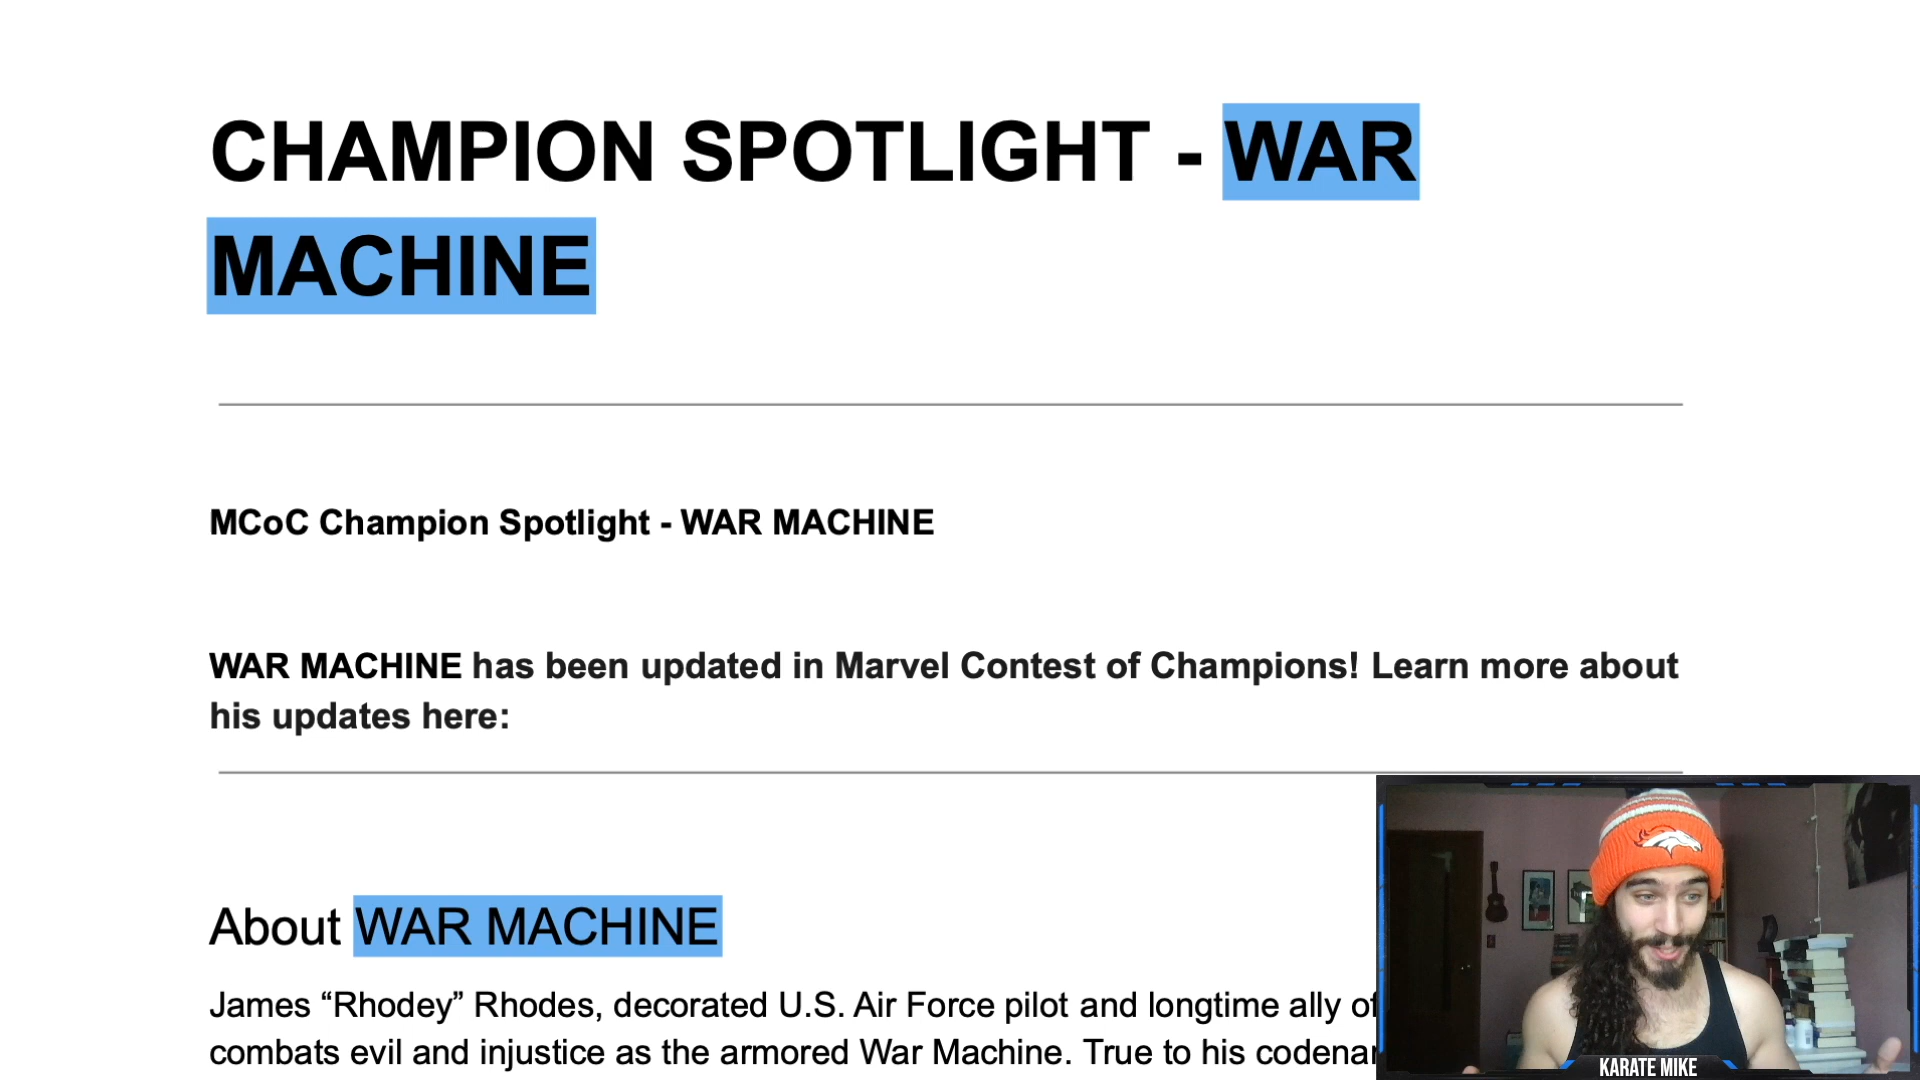 CHAMPION SPOTLIGHT - WAR
MACHINE
MCoC Champion Spotlight - WAR MACHINE
WAR MACHINE has been updated in Marvel Contest of Champions! Learn more about
his updates here:
About WAR MACHINE
James “Rhodey” Rhodes, decorated U.S. Air Force pilot and longtime ally of
combats evil and injustice as the armored War Machine. True to his codenam
KARATE MIKE